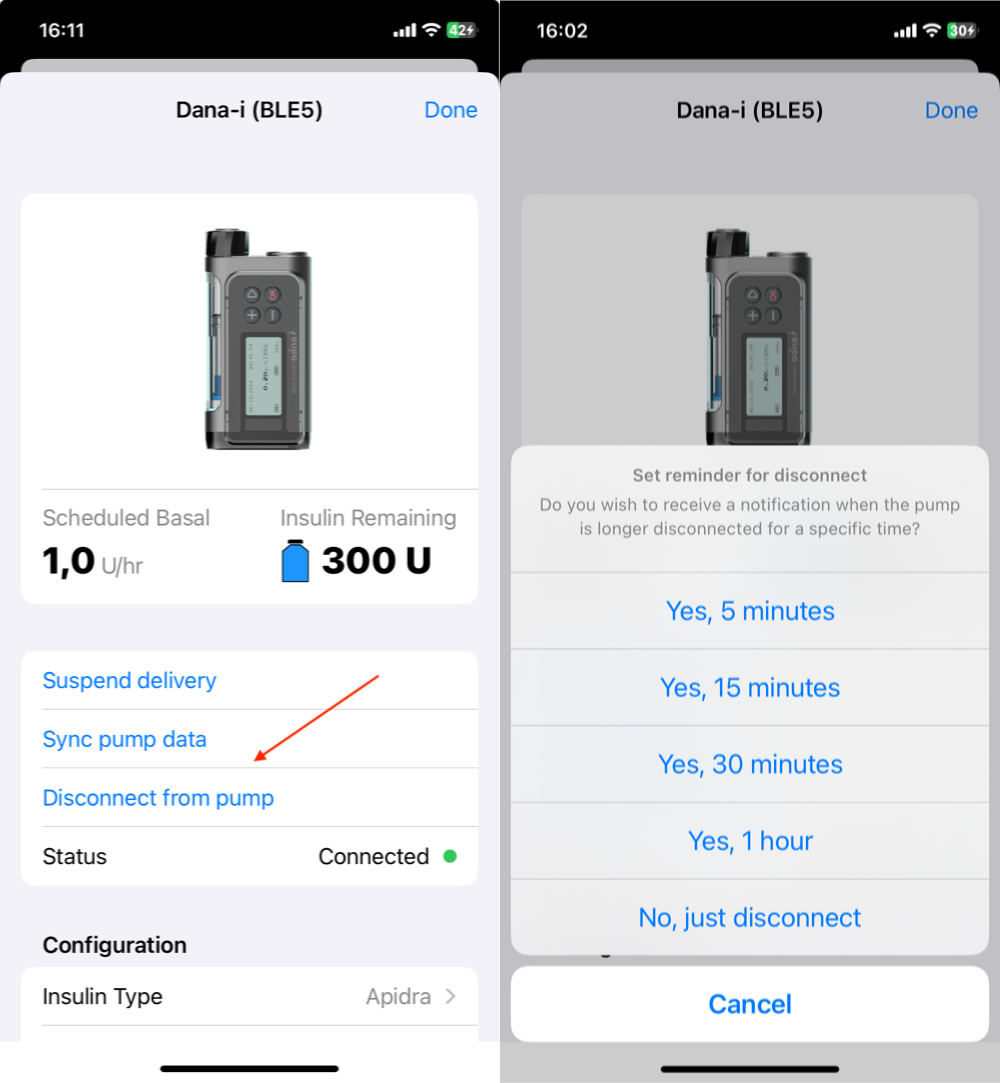 16:11
42
Dana-i (BLE5)
Done
Scheduled Basal
Insulin Remaining
1,0 U/hr
300 U
Suspend delivery
Sync pump data
Disconnect from pump
Status
Connected
Configuration
Insulin Type
Apidra
16:02
30
Dana-i (BLE5)
Done
Set reminder for disconnect
Do you wish to receive a notification when the pump
is longer disconnected for a specific time?
Yes, 5 minutes
Yes, 15 minutes
Yes, 30 minutes
Yes, 1 hour
No, just disconnect
Cancel